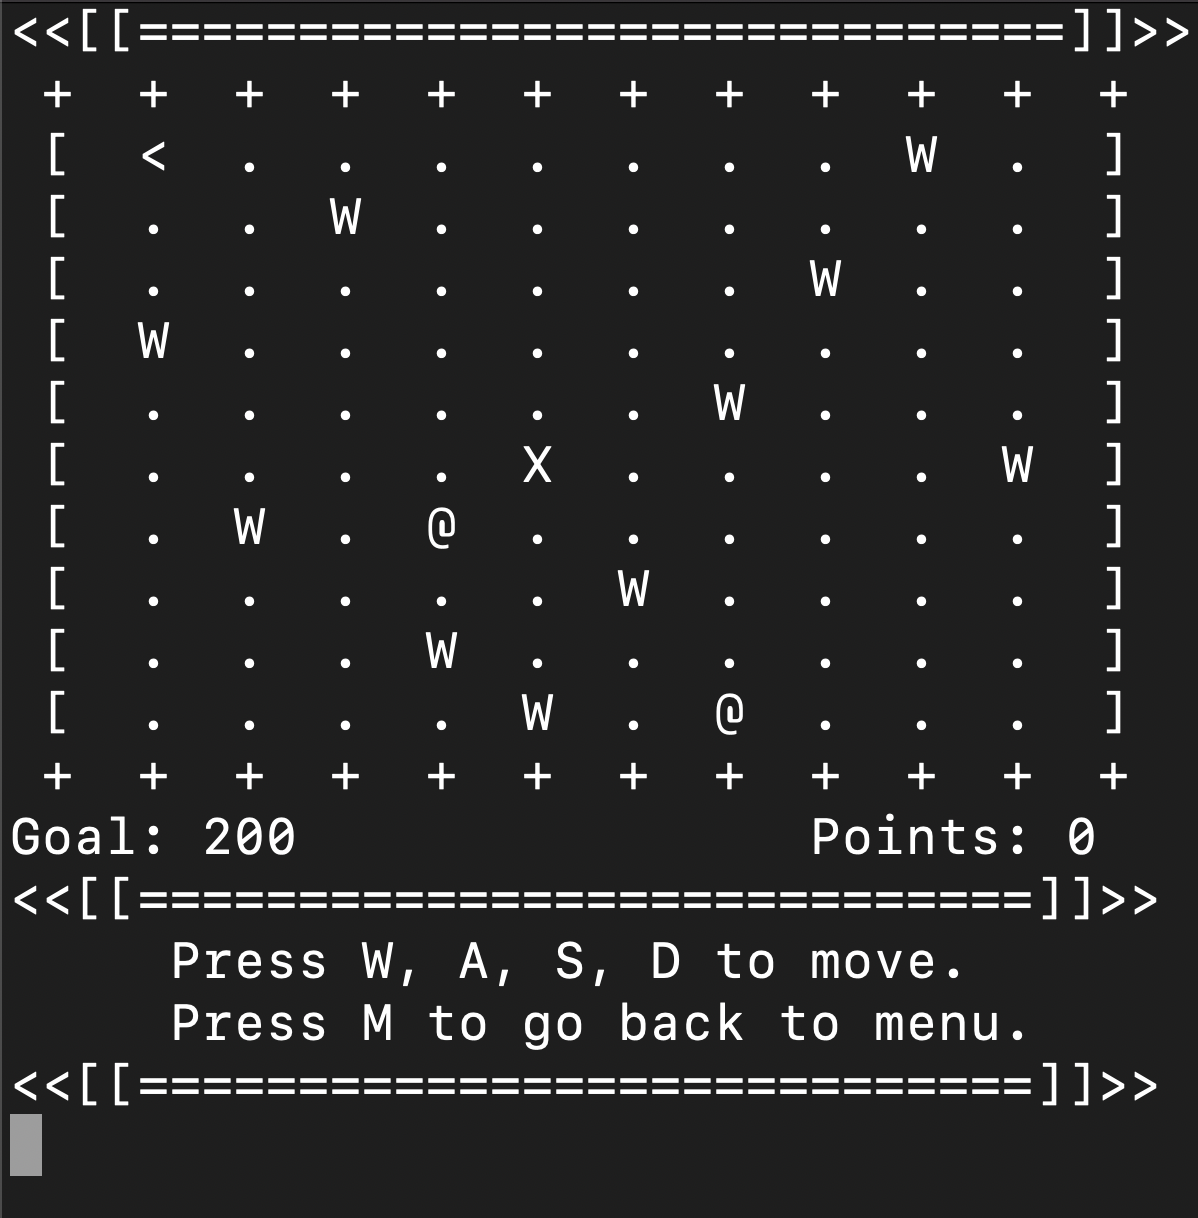 <<[[=============================]]>>
 +  +  +  +  +  +  +  +  +  +  +  +
 [  <  .  .  .  .  .  .  .  W  .  ]
 [  .  .  W  .  .  .  .  .  .  .  ]
 [  .  .  .  .  .  .  .  W  .  .  ]
 [  W  .  .  .  .  .  .  .  .  .  ]
 [  .  .  .  .  .  .  W  .  .  .  ]
 [  .  .  .  .  X  .  .  .  .  W  ]
 [  .  W  .  @  .  .  .  .  .  .  ]
 [  .  .  .  .  .  W  .  .  .  .  ]
 [  .  .  .  W  .  .  .  .  .  .  ]
 [  .  .  .  .  W  .  @  .  .  .  ]
 +  +  +  +  +  +  +  +  +  +  +  +
Goal: 200                Points: 0
<<[[============================]]>>
     Press W, A, S, D to move.
     Press M to go back to menu.
<<[[============================]]>>